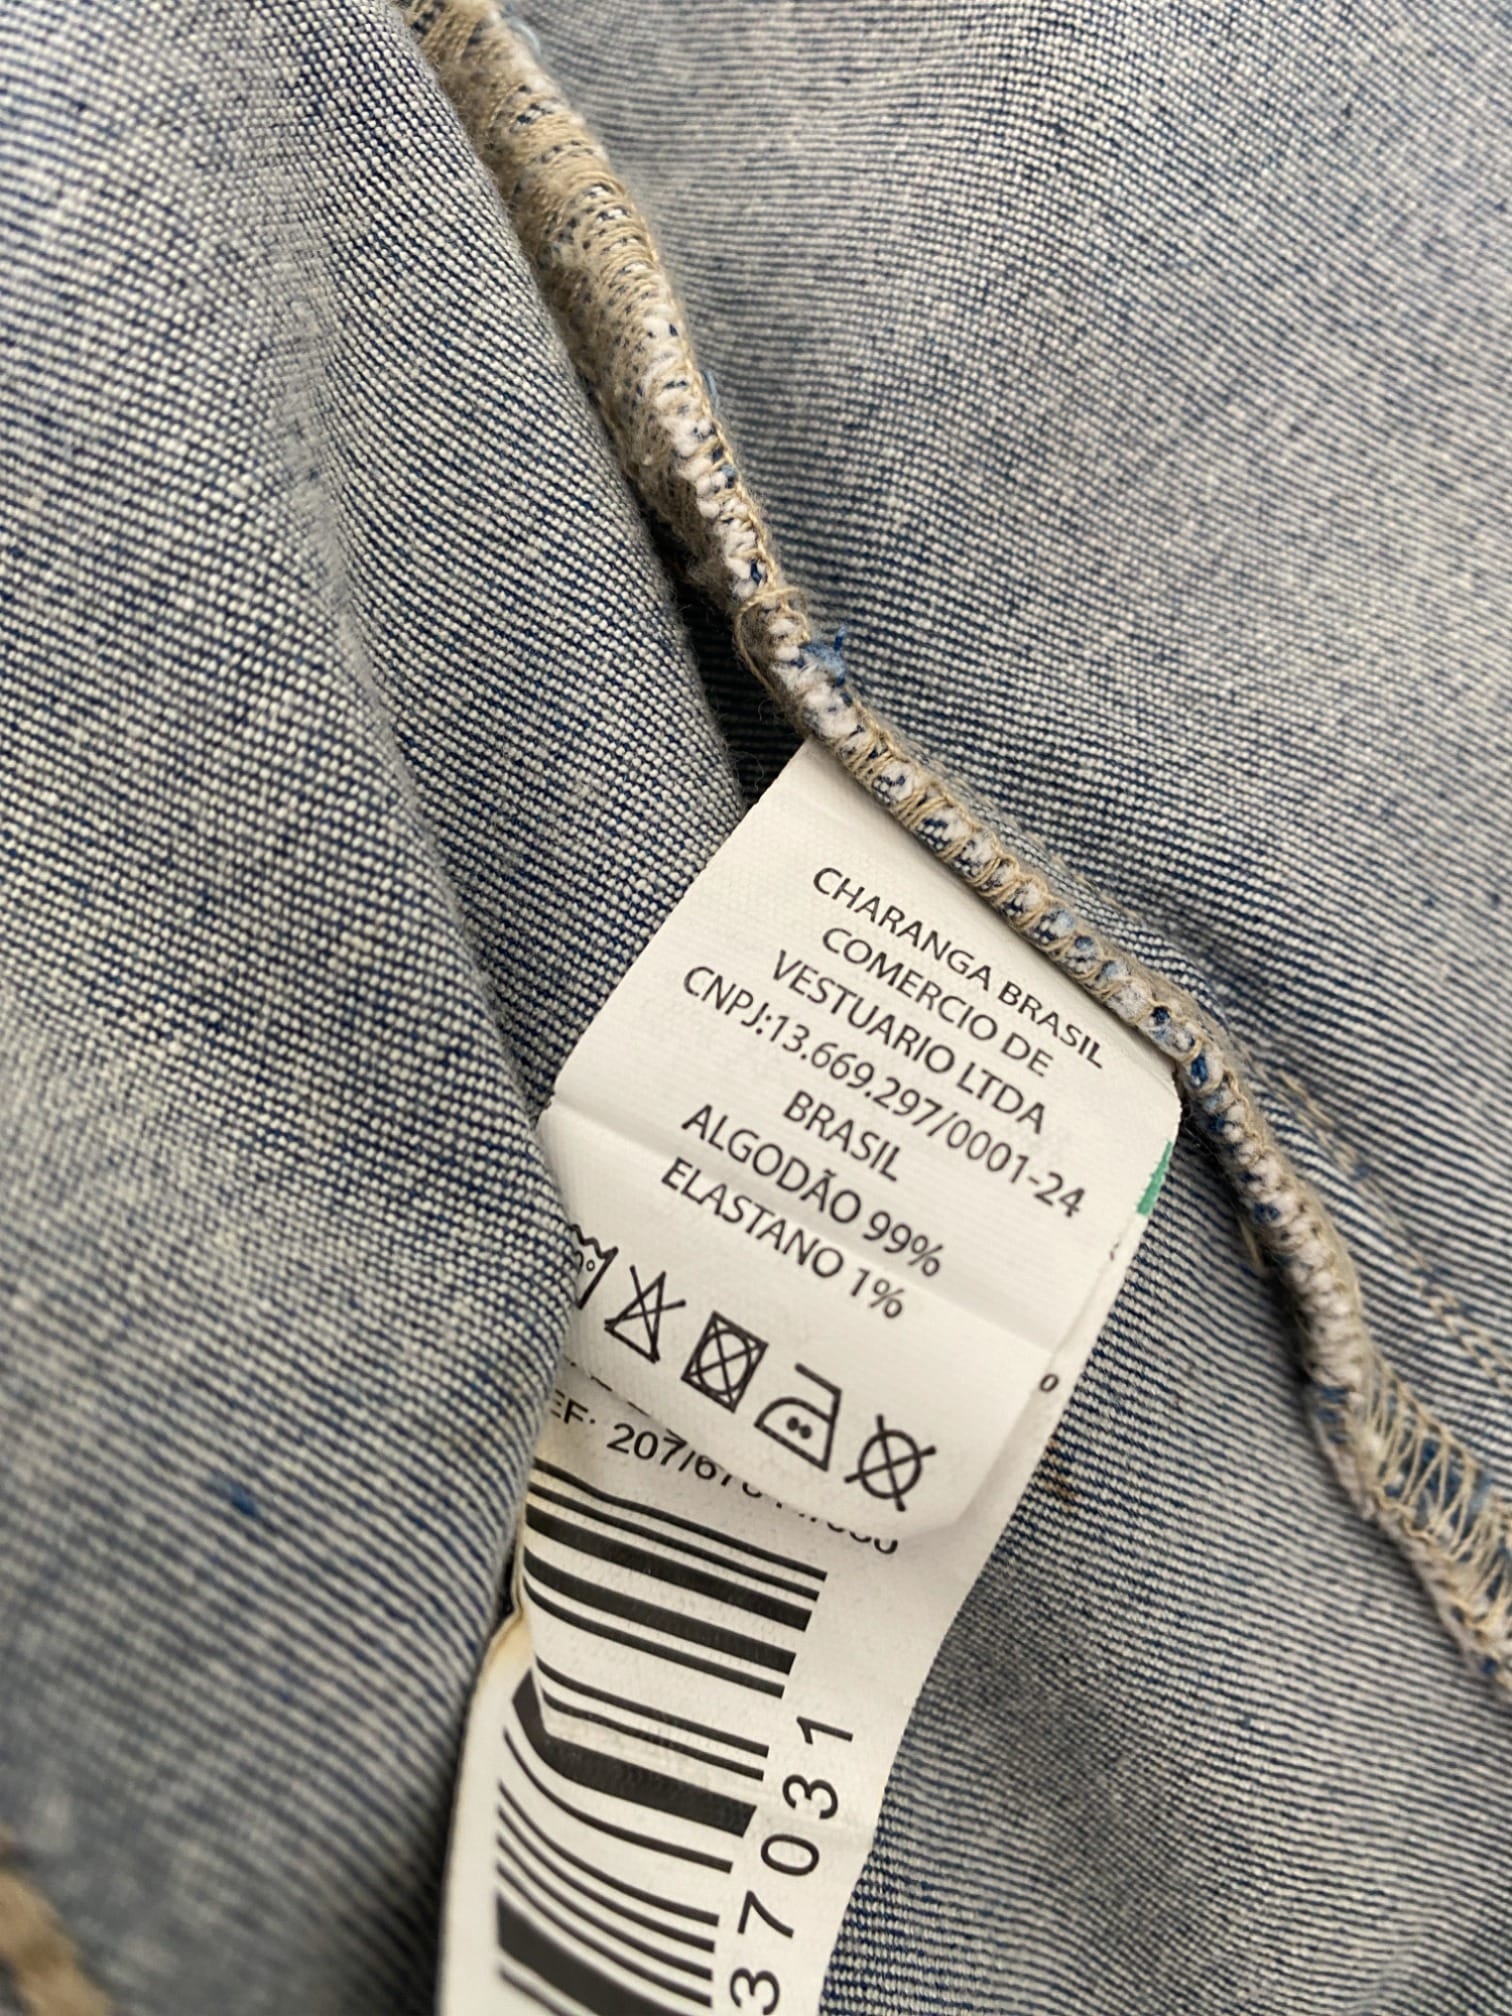 CHARANGA BRASIL
COMERCIO DE
VESTUARIO LTDA
CNPJ:13.669.297/0001-24
BRASIL
ALGODÃO 99%
ELASTANO 1%
37031